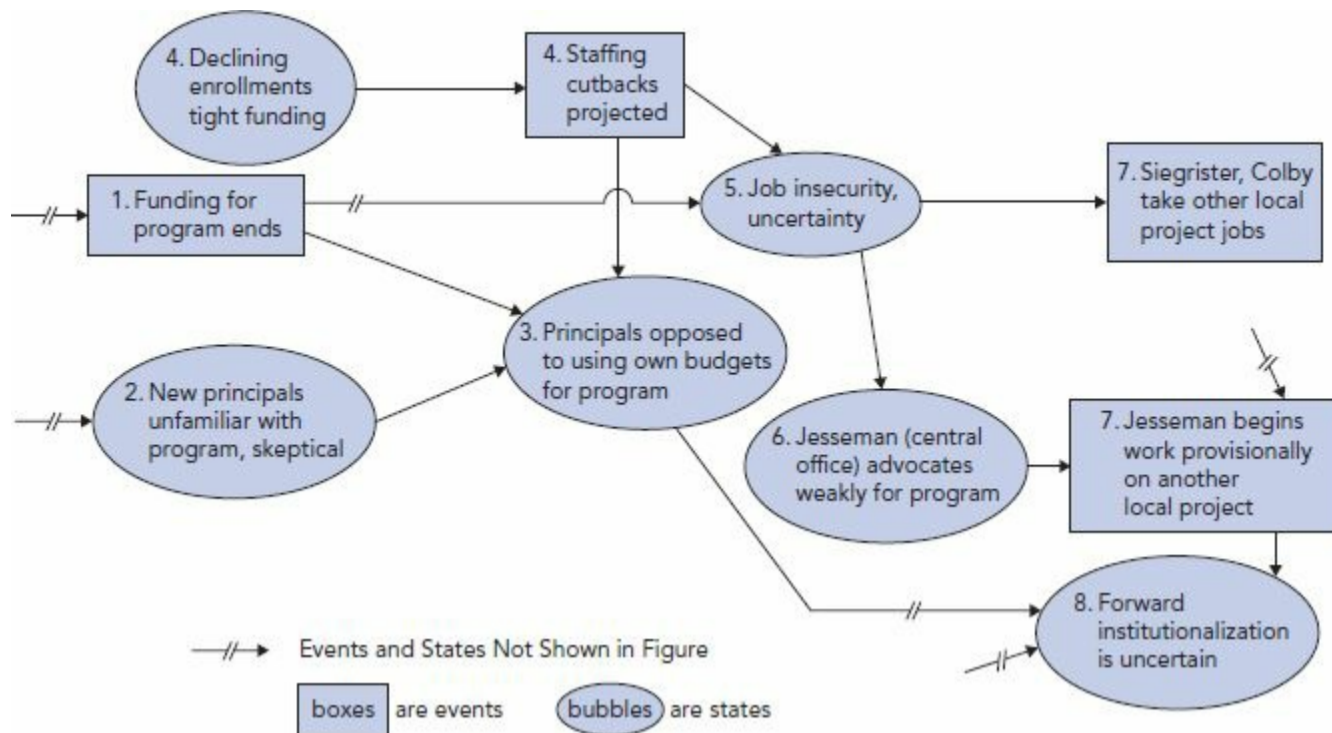 4. Declining
enrollments
tight funding
4. Staffing
cutbacks
projected
1. Funding for
program ends
5. Job insecurity,
uncertainty
7. Siegrister, Colby
take other local
project jobs
2. New principals
unfamiliar with
program, skeptical
3. Principals opposed
to using own budgets
for program
6. Jesseman (central
office) advocates
weakly for program
7. Jesseman begins
work provisionally
on another
local project
8. Forward
institutionalization
is uncertain
Events and States Not Shown in Figure
boxes are events
bubbles are states